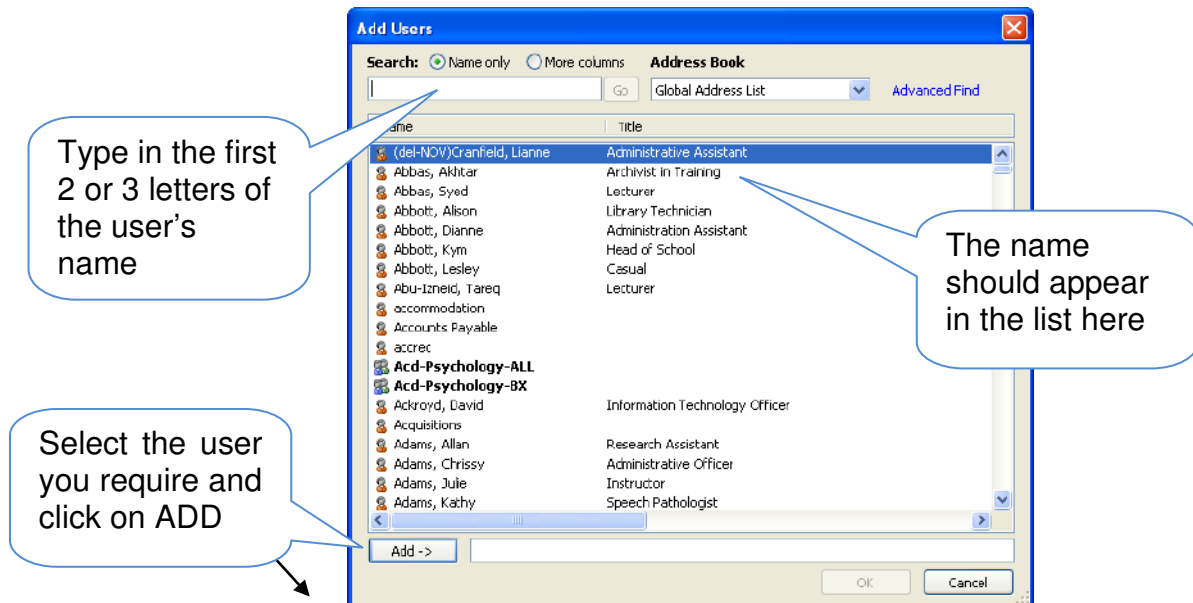 Add Users
Search: Name only More columns Address Book
Go Global Address List Advanced Find
Name Title
(del-NOV)Cranfield, Lianne Administrative Assistant
Abbas, Akhtar Archivist in Training
Abbas, Syed Lecturer
Abbott, Alison Library Technician
Abbott, Dianne Administration Assistant
Abbott, Kym Head of School
Abbott, Lesley Casual
Abu-Izneid, Tareq Lecturer
accommodation
Accounts Payable
accrec
Acd-Psychology-ALL
Acd-Psychology-BX
Ackroyd, David Information Technology Officer
Acquisitions
Adams, Allan Research Assistant
Adams, Chrissy Administrative Officer
Adams, Julie Instructor
Adams, Kathy Speech Pathologist
Add ->
OK Cancel
Type in the first
2 or 3 letters of
the user’s
name
The name
should appear
in the list here
Select the user
you require and
click on ADD